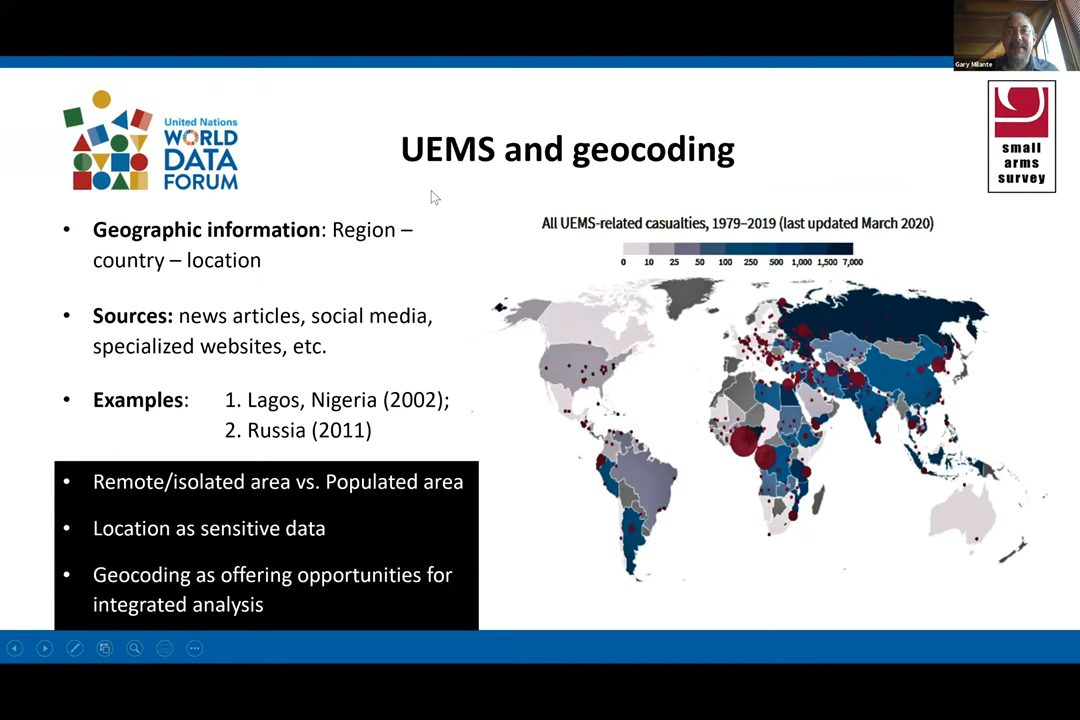 Gary Milante
United Nations
WORLD
DATA
FORUM
small
arms
survey
UEMS and geocoding
• Geographic information: Region –
country – location
• Sources: news articles, social media,
specialized websites, etc.
• Examples: 1. Lagos, Nigeria (2002);
2. Russia (2011)
• Remote/isolated area vs. Populated area
• Location as sensitive data
• Geocoding as offering opportunities for
integrated analysis
All UEMS-related casualties, 1979–2019 (last updated March 2020)
0 10 25 50 100 250 500 1,000 1,500 7,000